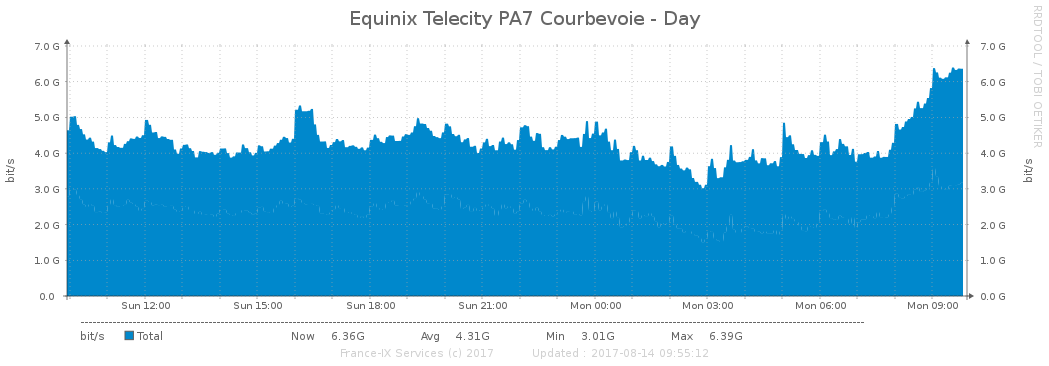 Equinix Telecity PA7 Courbevoie - Day
RRDTOOL / TOBI OETIKER
bit/s
7.0 G
6.0 G
5.0 G
4.0 G
3.0 G
2.0 G
1.0 G
0.0
7.0 G
6.0 G
5.0 G
4.0 G
3.0 G
2.0 G
1.0 G
0.0 G
bit/s
Sun 12:00 Sun 15:00 Sun 18:00 Sun 21:00 Mon 00:00 Mon 03:00 Mon 06:00 Mon 09:00
bit/s Total Now 6.36G Avg 4.31G Min 3.01G Max 6.39G
France-IX Services (c) 2017 Updated : 2017-08-14 09:55:12